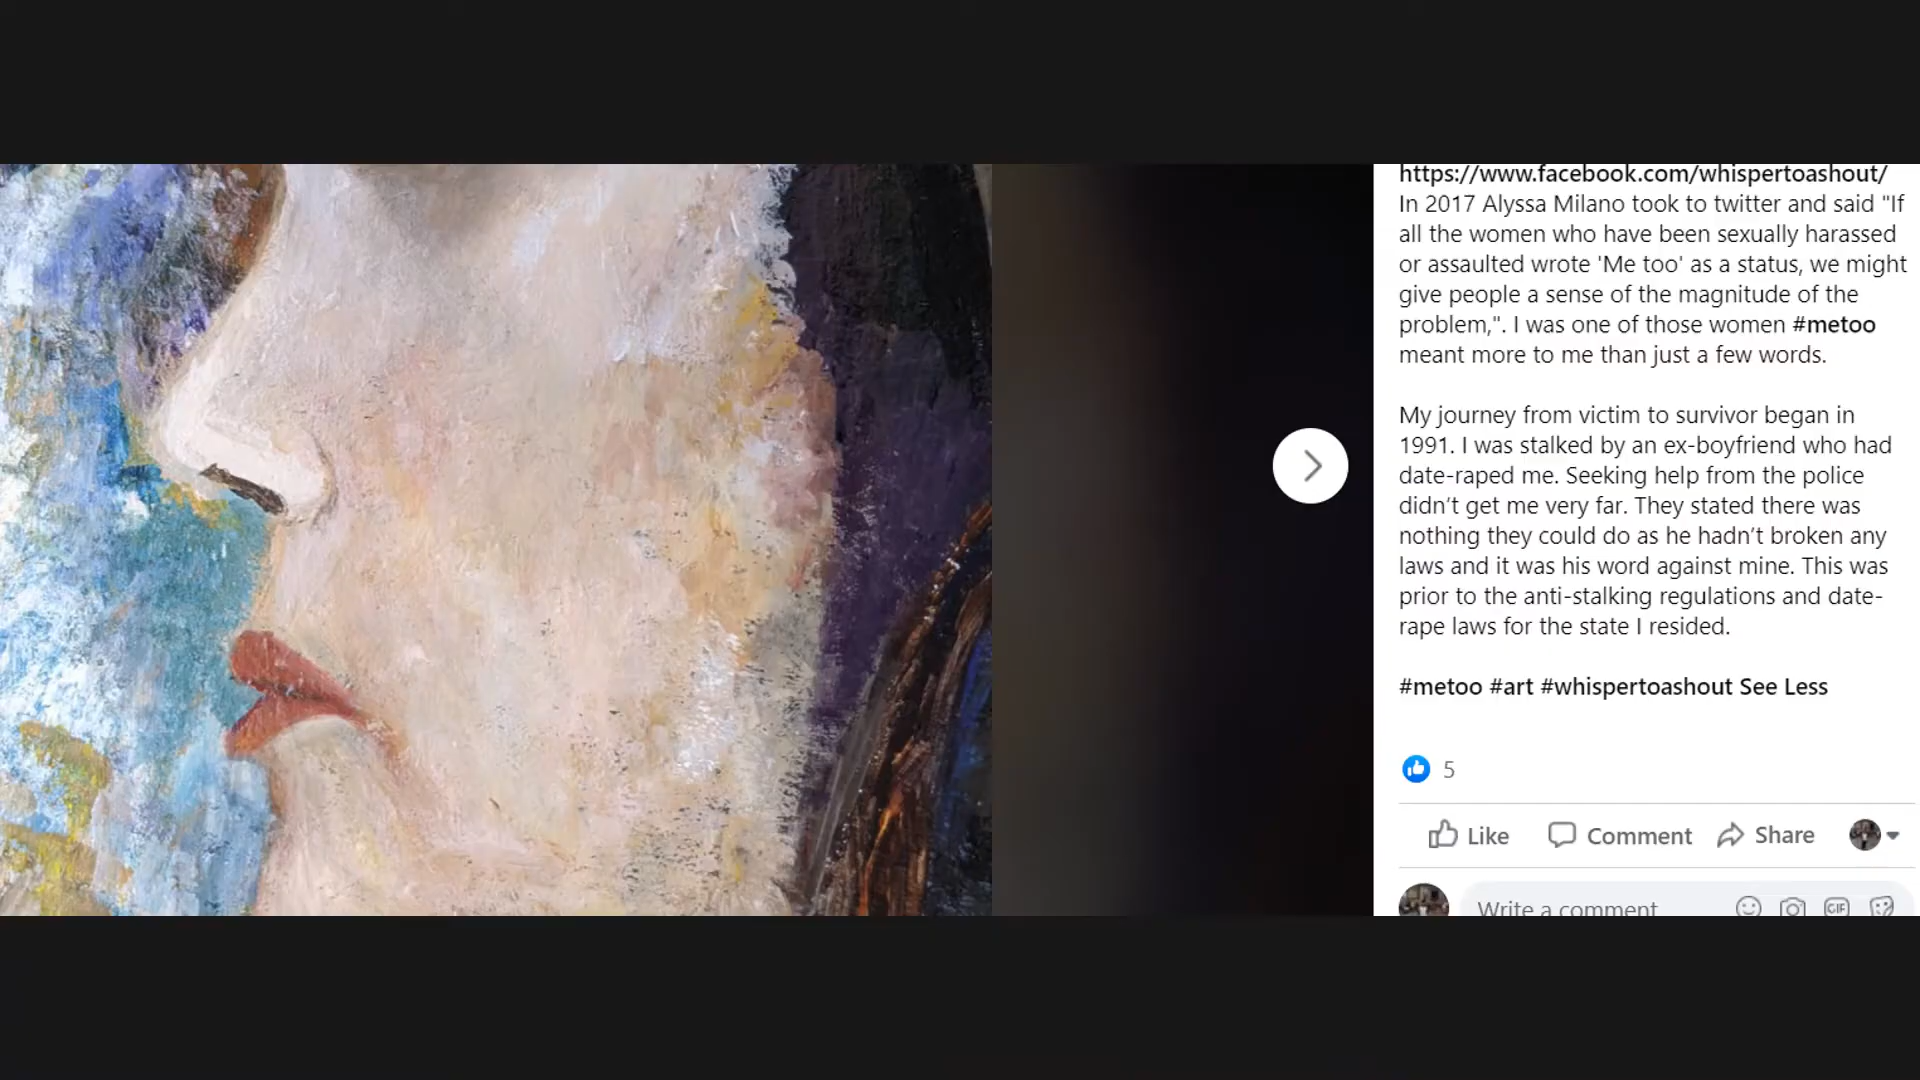 https://www.facebook.com/whispertoashout/
In 2017 Alyssa Milano took to twitter and said "If
all the women who have been sexually harassed
or assaulted wrote 'Me too' as a status, we might
give people a sense of the magnitude of the
problem,". I was one of those women #metoo
meant more to me than just a few words.
My journey from victim to survivor began in
1991. I was stalked by an ex-boyfriend who had
date-raped me. Seeking help from the police
didn’t get me very far. They stated there was
nothing they could do as he hadn’t broken any
laws and it was his word against mine. This was
prior to the anti-stalking regulations and date-
rape laws for the state I resided.
#metoo #art #whispertoashout See Less
5
Like Comment Share
Write a comment GIF